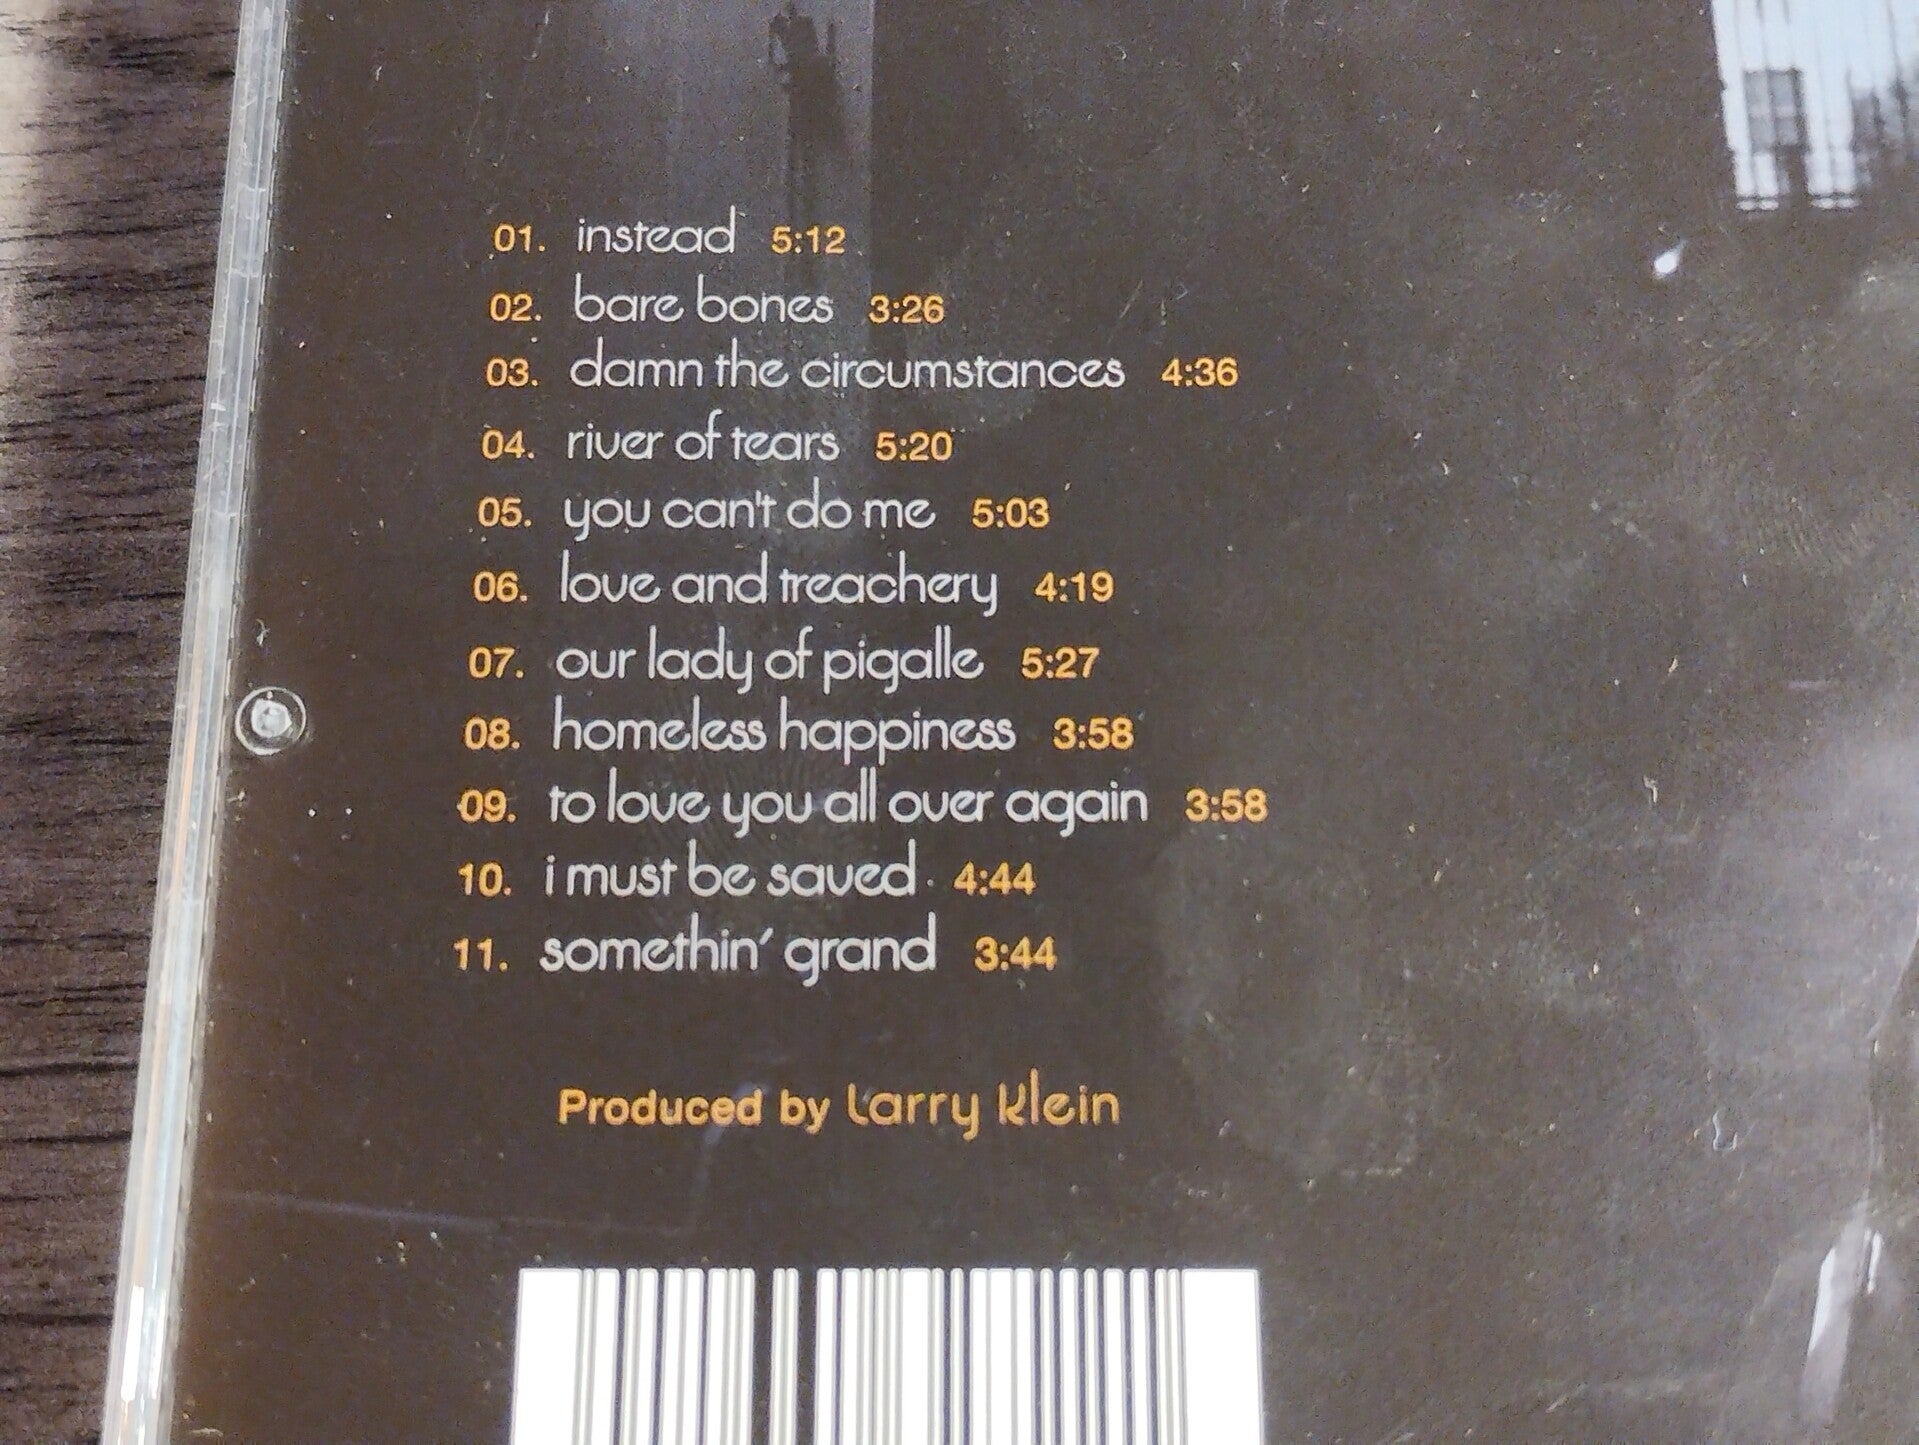 01. instead 5:12
02. bare bones 3:26
03. damn the circumstances 4:36
04. river of tears 5:20
05. you can't do me 5:03
06. love and treachery 4:19
07. our lady of pigalle 5:27
08. homeless happiness 3:58
09. to love you all over again 3:58
10. i must be saved 4:44
11. somethin' grand 3:44
Produced by Larry Klein